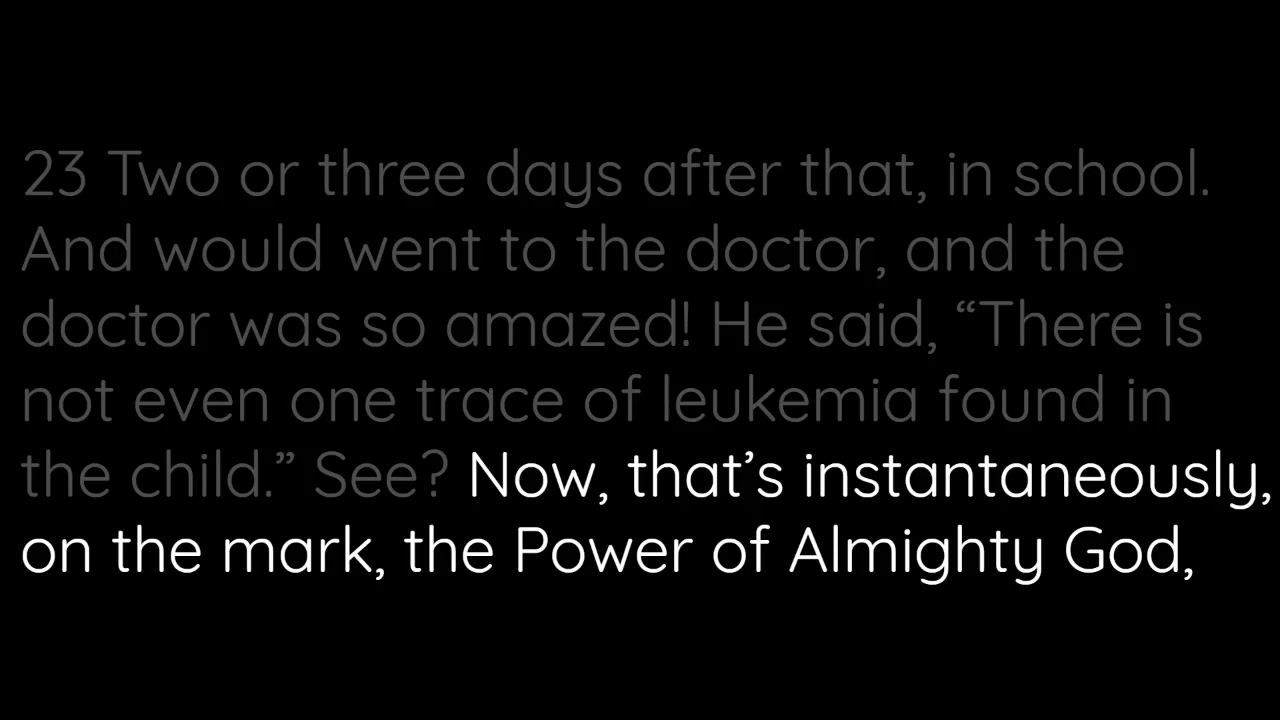 23 Two or three days after that, in school.
And would went to the doctor, and the
doctor was so amazed! He said, “There is
not even one trace of leukemia found in
the child.” See? Now, that’s instantaneously,
on the mark, the Power of Almighty God,